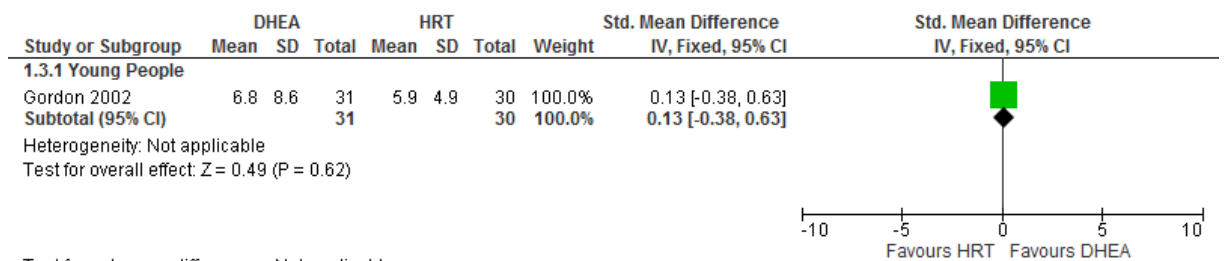 DHEA HRT Std. Mean Difference Std. Mean Difference
Study or Subgroup Mean SD Total Mean SD Total Weight IV, Fixed, 95% CI IV, Fixed, 95% CI
1.3.1 Young People
Gordon 2002 6.8 8.6 31 5.9 4.9 30 100.0% 0.13 [-0.38, 0.63]
Subtotal (95% CI) 31 30 100.0% 0.13 [-0.38, 0.63]
Heterogeneity: Not applicable
Test for overall effect: Z = 0.49 (P = 0.62)
-10 -5 0 5 10
Favours HRT Favours DHEA